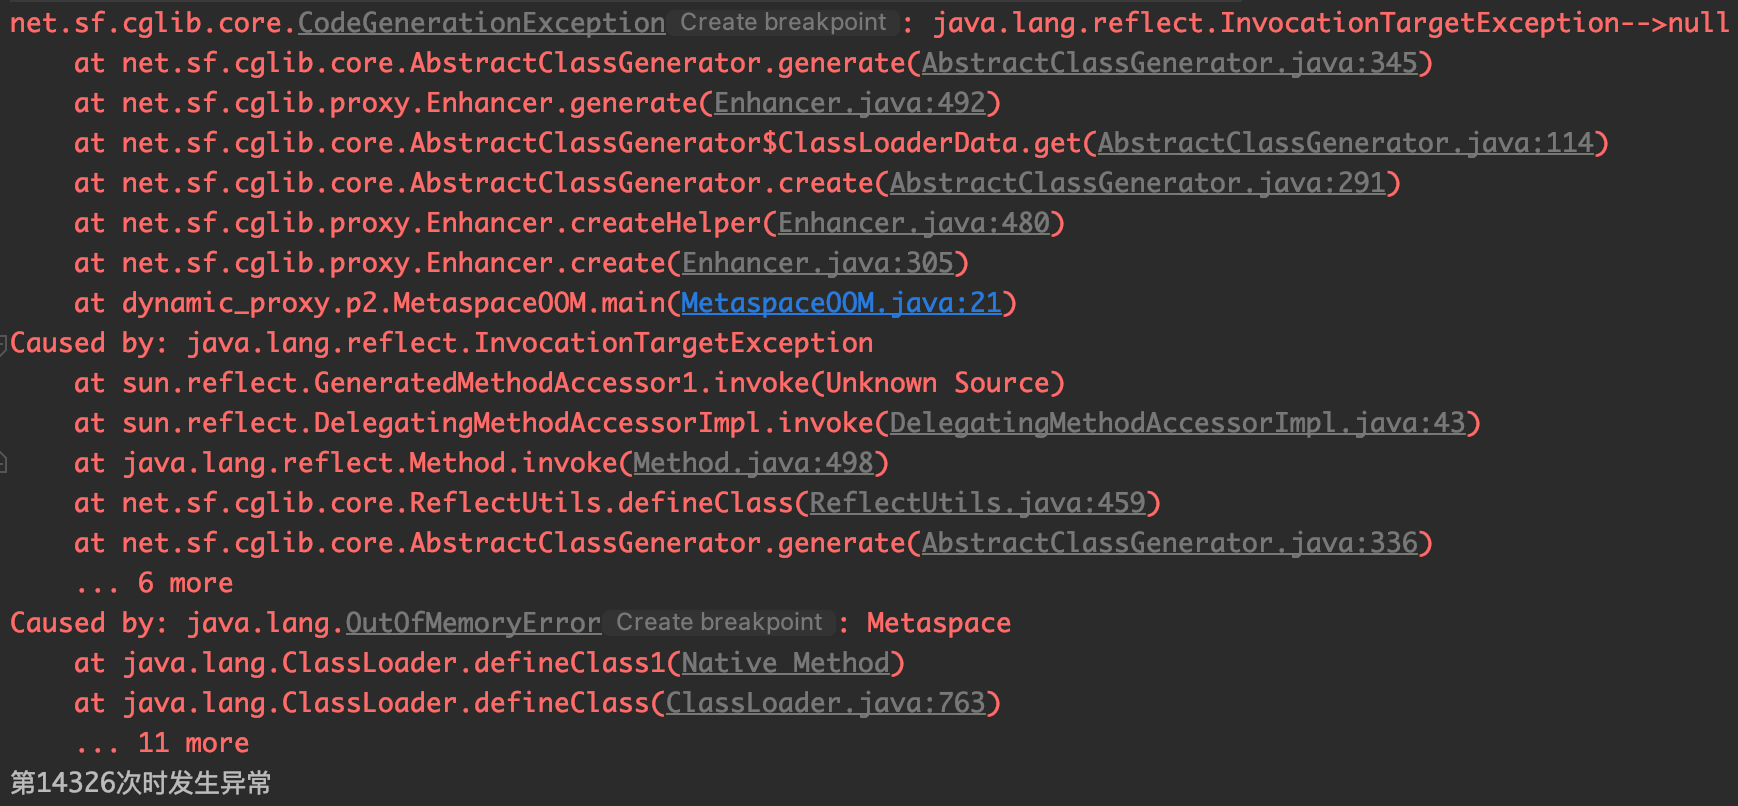 net.sf.cglib.core.CodeGenerationException Create breakpoint : java.lang.reflect.InvocationTargetException-->null
at net.sf.cglib.core.AbstractClassGenerator.generate(AbstractClassGenerator.java:345)
at net.sf.cglib.proxy.Enhancer.generate(Enhancer.java:492)
at net.sf.cglib.core.AbstractClassGenerator$ClassLoaderData.get(AbstractClassGenerator.java:114)
at net.sf.cglib.core.AbstractClassGenerator.create(AbstractClassGenerator.java:291)
at net.sf.cglib.proxy.Enhancer.createHelper(Enhancer.java:480)
at net.sf.cglib.proxy.Enhancer.create(Enhancer.java:305)
at dynamic_proxy.p2.MetaspaceOOM.main(MetaspaceOOM.java:21)
Caused by: java.lang.reflect.InvocationTargetException
at sun.reflect.GeneratedMethodAccessor1.invoke(Unknown Source)
at sun.reflect.DelegatingMethodAccessorImpl.invoke(DelegatingMethodAccessorImpl.java:43)
at java.lang.reflect.Method.invoke(Method.java:498)
at net.sf.cglib.core.ReflectUtils.defineClass(ReflectUtils.java:459)
at net.sf.cglib.core.AbstractClassGenerator.generate(AbstractClassGenerator.java:336)
... 6 more
Caused by: java.lang.OutOfMemoryError Create breakpoint : Metaspace
at java.lang.ClassLoader.defineClass1(Native Method)
at java.lang.ClassLoader.defineClass(ClassLoader.java:763)
... 11 more
第14326次时发生异常